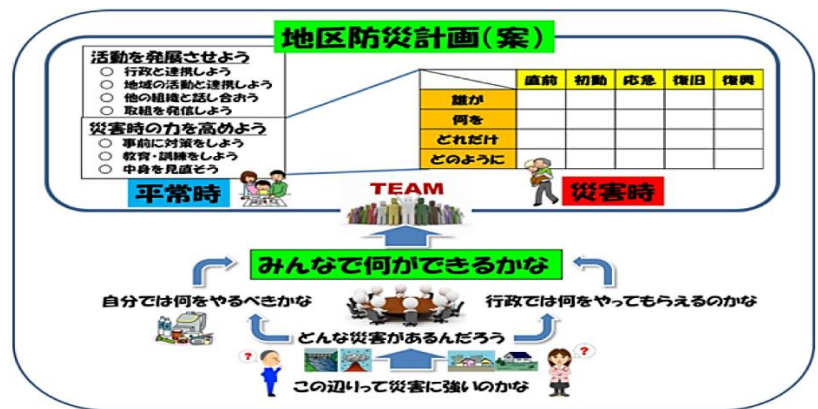 地区防災計画(案)
活動を発展させよう
○ 行政と連携しよう
○ 地域の活動と連携しよう
○ 他の組織と話し合おう
○ 取組を発信しよう
災害時の力を高めよう
○ 事前に対策をしよう
○ 教育・訓練をしよう
○ 中身を見直そう
平常時
直前 初動 応急 復旧 復興
誰が
何を
どれだけ
どのように
災害時
TEAM
みんなで何ができるかな
自分では何をやるべきかな
行政では何をやってもらえるのかな
どんな災害があるんだろう
?
?
この辺りって災害に強いのかな